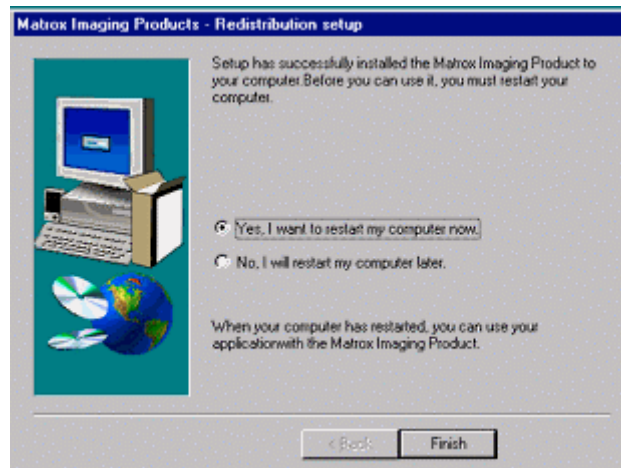 Matrox Imaging Products - Redistribution setup
Setup has successfully installed the Matrox Imaging Product to
your computer.Before you can use it, you must restart your
computer.
Yes, I want to restart my computer now.
No, I will restart my computer later.
When your computer has restarted, you can use your
applicationwith the Matrox Imaging Product.
< Back
Finish